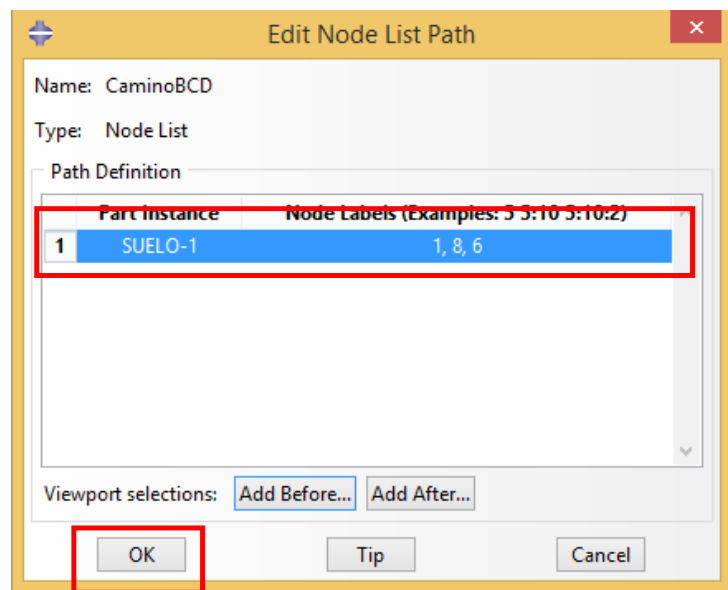 Edit Node List Path
Name: CaminoBCD
Type: Node List
Path Definition
Part Instance Node Labels (Examples: 5 5:10 5:10:2)
1 SUELO-1 1, 8, 6
Viewport selections: Add Before... Add After...
OK Tip Cancel